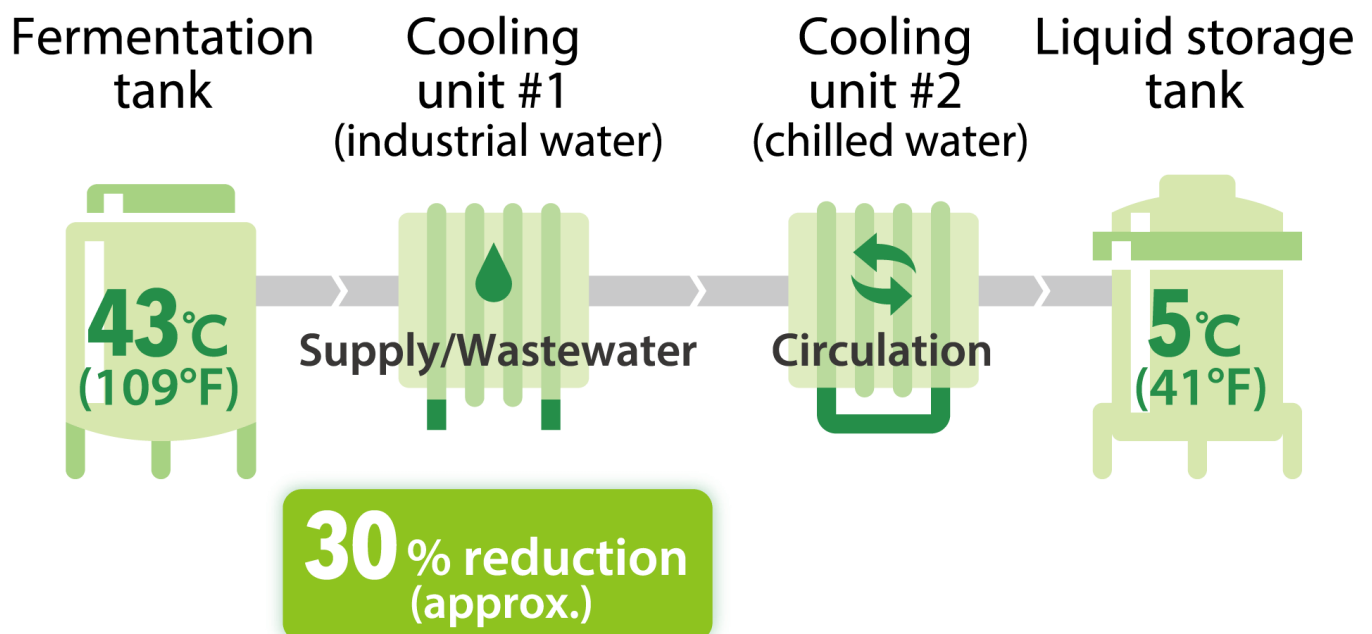 Fermentation
tank
Cooling
unit #1
(industrial water)
Cooling
unit #2
(chilled water)
Liquid storage
tank
43℃
(109°F)
Supply/Wastewater
Circulation
5℃
(41°F)
30% reduction
(approx.)